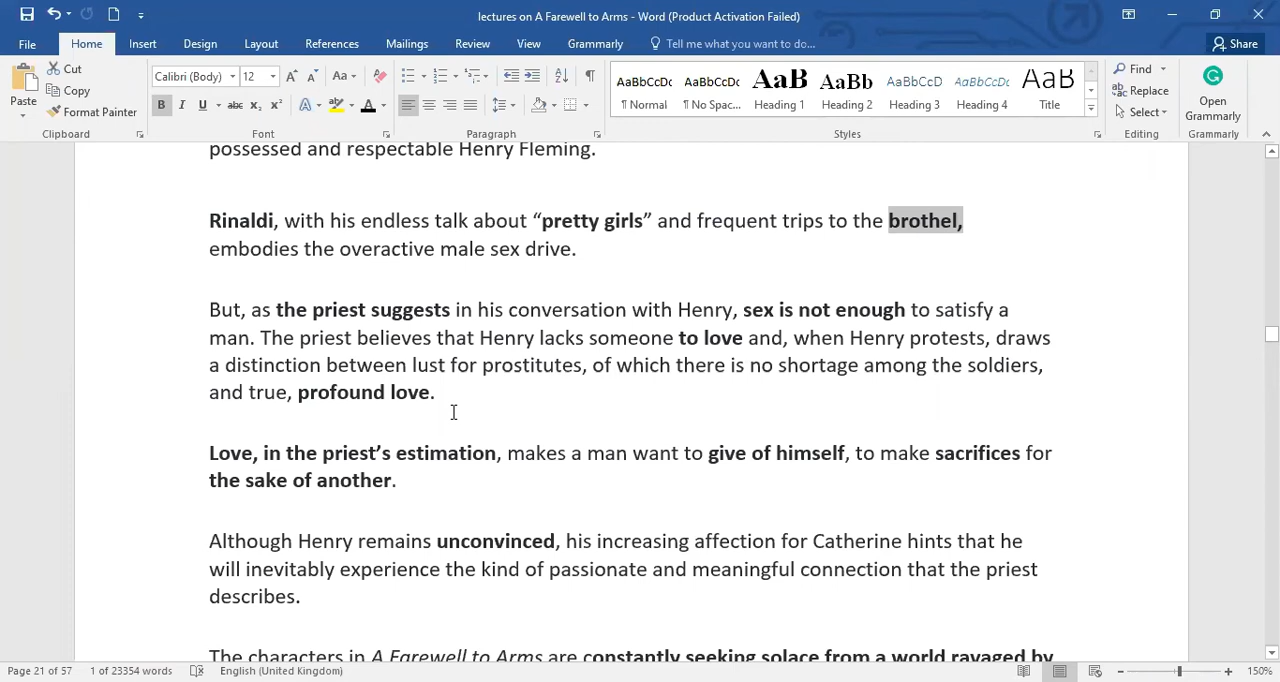 lectures on A Farewell to Arms - Word (Product Activation Failed)
File Home Insert Design Layout References Mailings Review View Grammarly Tell me what you want to do... Share
Paste
Cut
Copy
Format Painter
Clipboard
Calibri (Body) 12 A A Aa
B I U abc x₂ x² A ab A
Font
Paragraph
AaBbCcDc AaBbCcDc AaB AaBb AaBbCcD AaBbCcD AaB
¶ Normal ¶ No Spac... Heading 1 Heading 2 Heading 3 Heading 4 Title
Styles
Find
Replace
Select
Editing
Open
Grammarly
Grammarly
possessed and respectable Henry Fleming.
Rinaldi, with his endless talk about “pretty girls” and frequent trips to the brothel,
embodies the overactive male sex drive.
But, as the priest suggests in his conversation with Henry, sex is not enough to satisfy a
man. The priest believes that Henry lacks someone to love and, when Henry protests, draws
a distinction between lust for prostitutes, of which there is no shortage among the soldiers,
and true, profound love.
Love, in the priest’s estimation, makes a man want to give of himself, to make sacrifices for
the sake of another.
Although Henry remains unconvinced, his increasing affection for Catherine hints that he
will inevitably experience the kind of passionate and meaningful connection that the priest
describes.
The characters in A Farewell to Arms are constantly seeking solace from a world ravaged by
Page 21 of 57 1 of 23354 words English (United Kingdom) 150%